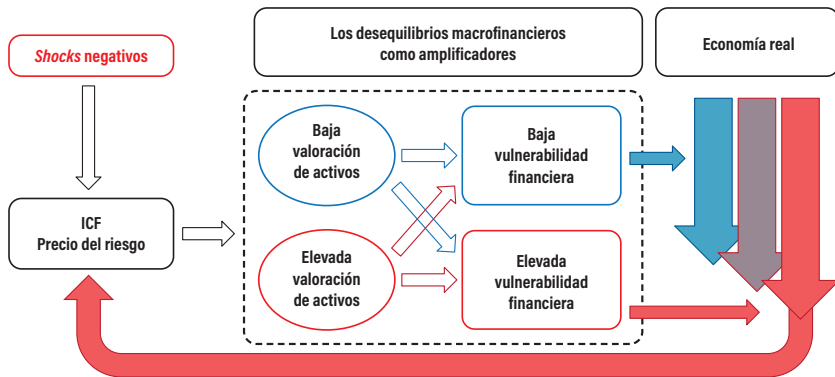 Los desequilibrios macrofinancieros
como amplificadores
Economía real
Shocks negativos
Baja
valoración
de activos
Baja
vulnerabilidad
financiera
ICF
Precio del riesgo
Elevada
valoración
de activos
Elevada
vulnerabilidad
financiera